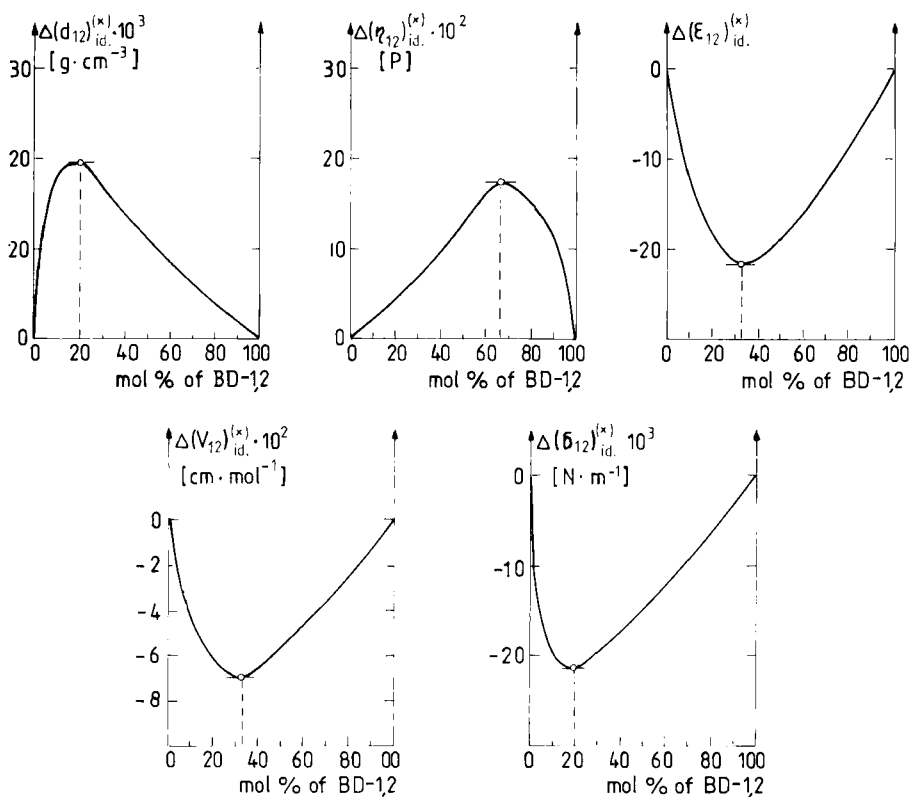 Δ(d₁₂)id.⁽ˣ⁾·10³
[g·cm⁻³]
30
20
20
0
0 20 40 60 80 100
mol % of BD-1,2
Δ(η₁₂)id.⁽ˣ⁾·10²
[P]
30
20
10
0
0 20 40 60 80 100
mol % of BD-1,2
Δ(ε₁₂)id.⁽ˣ⁾
0
-10
-20
0 20 40 60 80 100
mol % of BD-1,2
Δ(V₁₂)id.⁽ˣ⁾·10²
[cm·mol⁻¹]
0
-2
-4
-6
-8
0 20 40 60 80 00
mol % of BD-1,2
Δ(б₁₂)id.⁽ˣ⁾ 10³
[N·m⁻¹]
0
-10
-20
0 20 40 60 80 100
mol % of BD-1,2